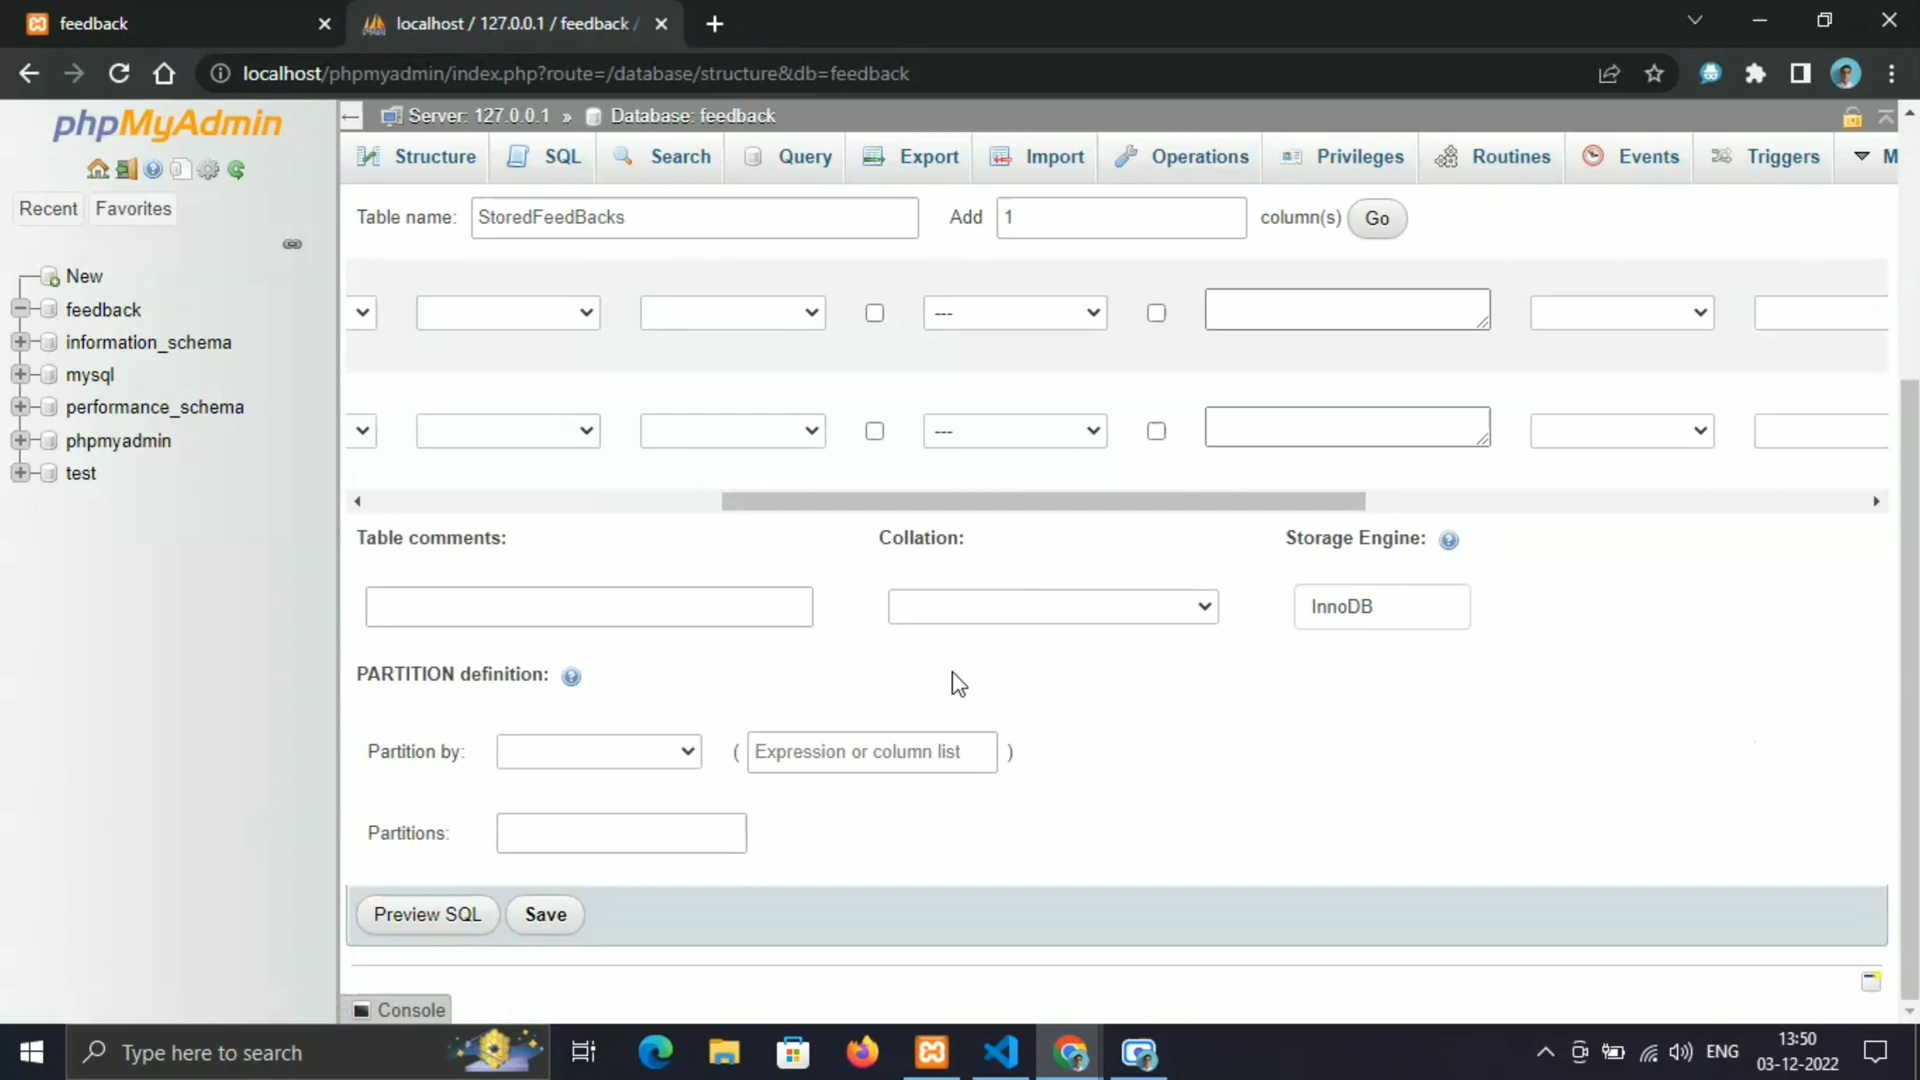 feedback
localhost / 127.0.0.1 / feedback /
localhost/phpmyadmin/index.php?route=/database/structure&db=feedback
phpMyAdmin
Server: 127.0.0.1 » Database: feedback
Structure SQL Search Query Export Import Operations Privileges Routines Events Triggers M
Recent Favorites
Table name: StoredFeedBacks Add 1 column(s) Go
New
feedback
information_schema
mysql
performance_schema
phpmyadmin
test
---
---
Table comments: Collation: Storage Engine:
InnoDB
PARTITION definition:
Partition by: ( Expression or column list )
Partitions:
Preview SQL Save
Console
Type here to search
ENG
13:50
03-12-2022